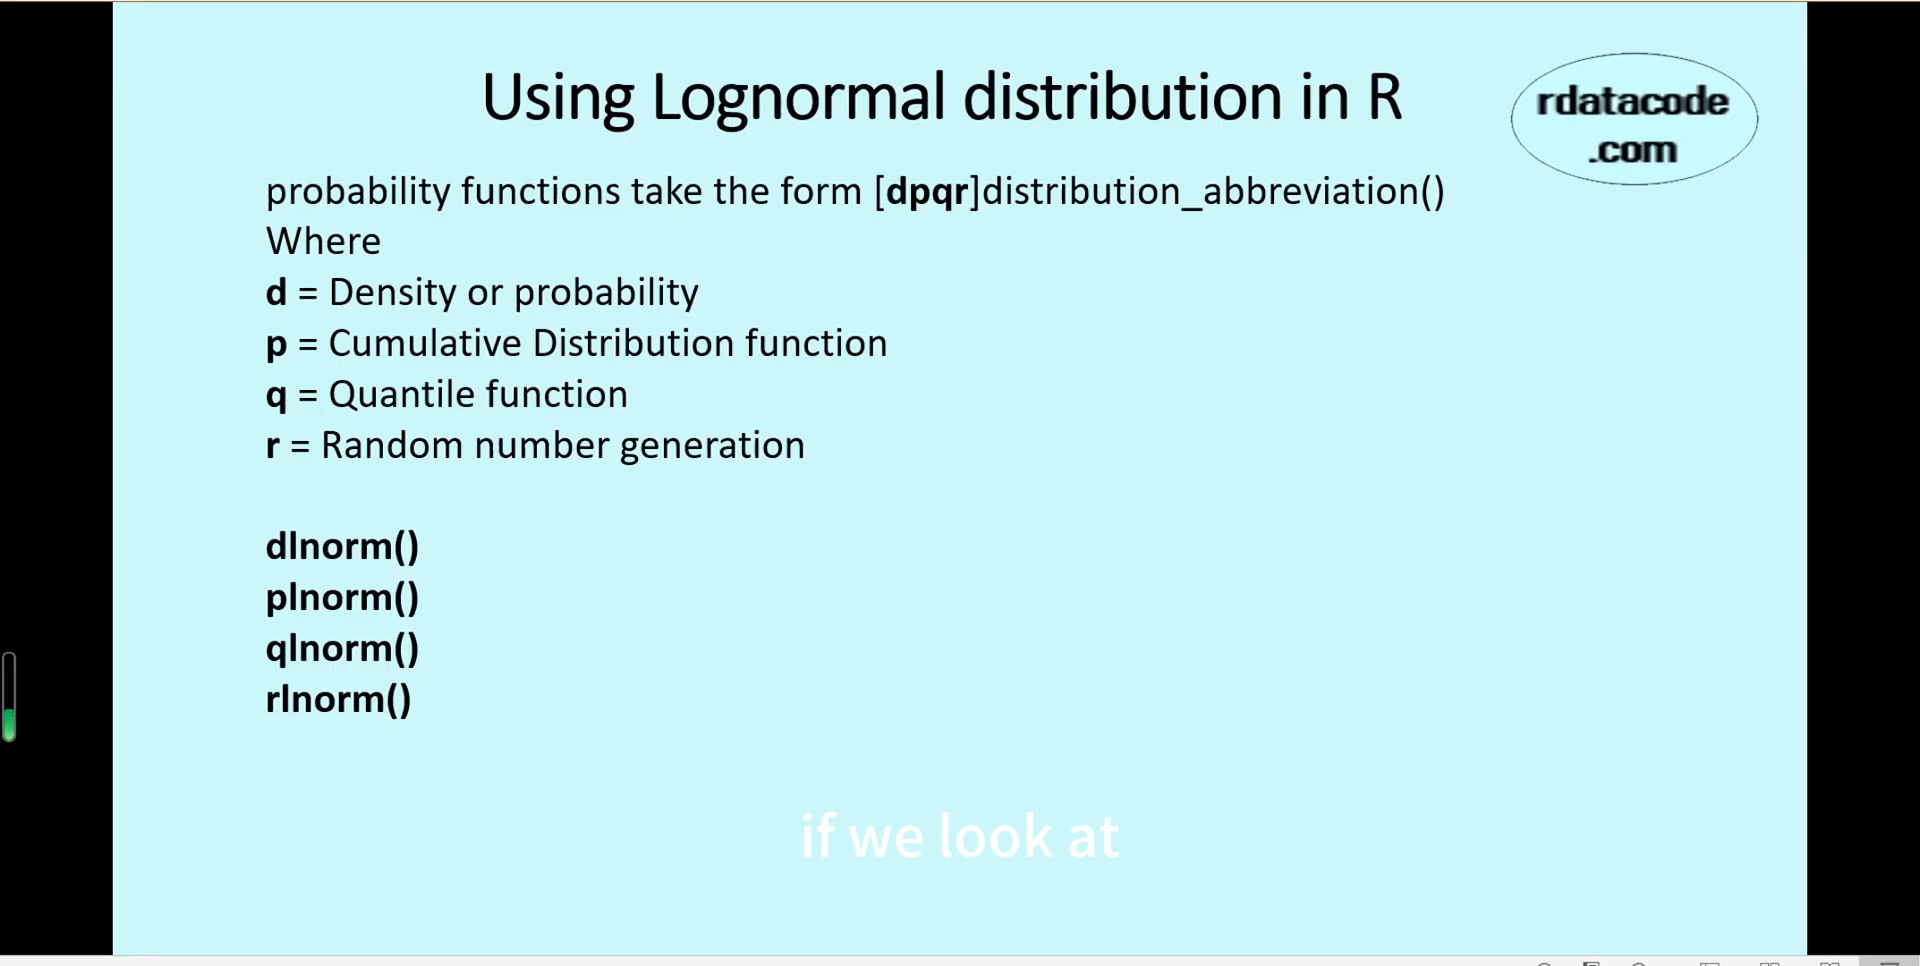 Using Lognormal distribution in R
rdatacode
.com
probability functions take the form [dpqr]distribution_abbreviation()
Where
d = Density or probability
p = Cumulative Distribution function
q = Quantile function
r = Random number generation
dlnorm()
plnorm()
qlnorm()
rlnorm()
if we look at